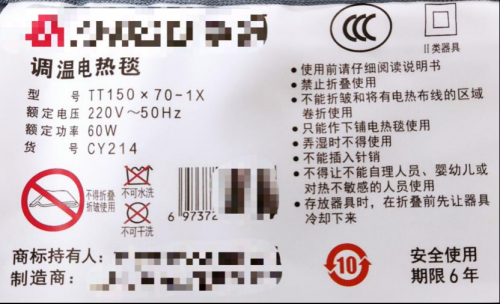 CCC
II类器具
调温电热毯
型 号 TT150×70-1X
额定电压 220V~50Hz
额定功率 60W
货 号 CY214
不得折叠
折皱使用
不可水洗
不可干洗
6 97372
• 使用前请仔细阅读说明书
• 禁止折叠使用
• 不能折皱和将有电热布线的区域
卷折使用
• 只能作下铺电热毯使用
• 弄湿时不得使用
• 不能插入针销
• 不得让不能自理人员、婴幼儿或
对热不敏感的人员使用
• 存放器具时，在折叠前先让器具
冷却下来
商标持有人：
制造商：
10
安全使用
期限6年